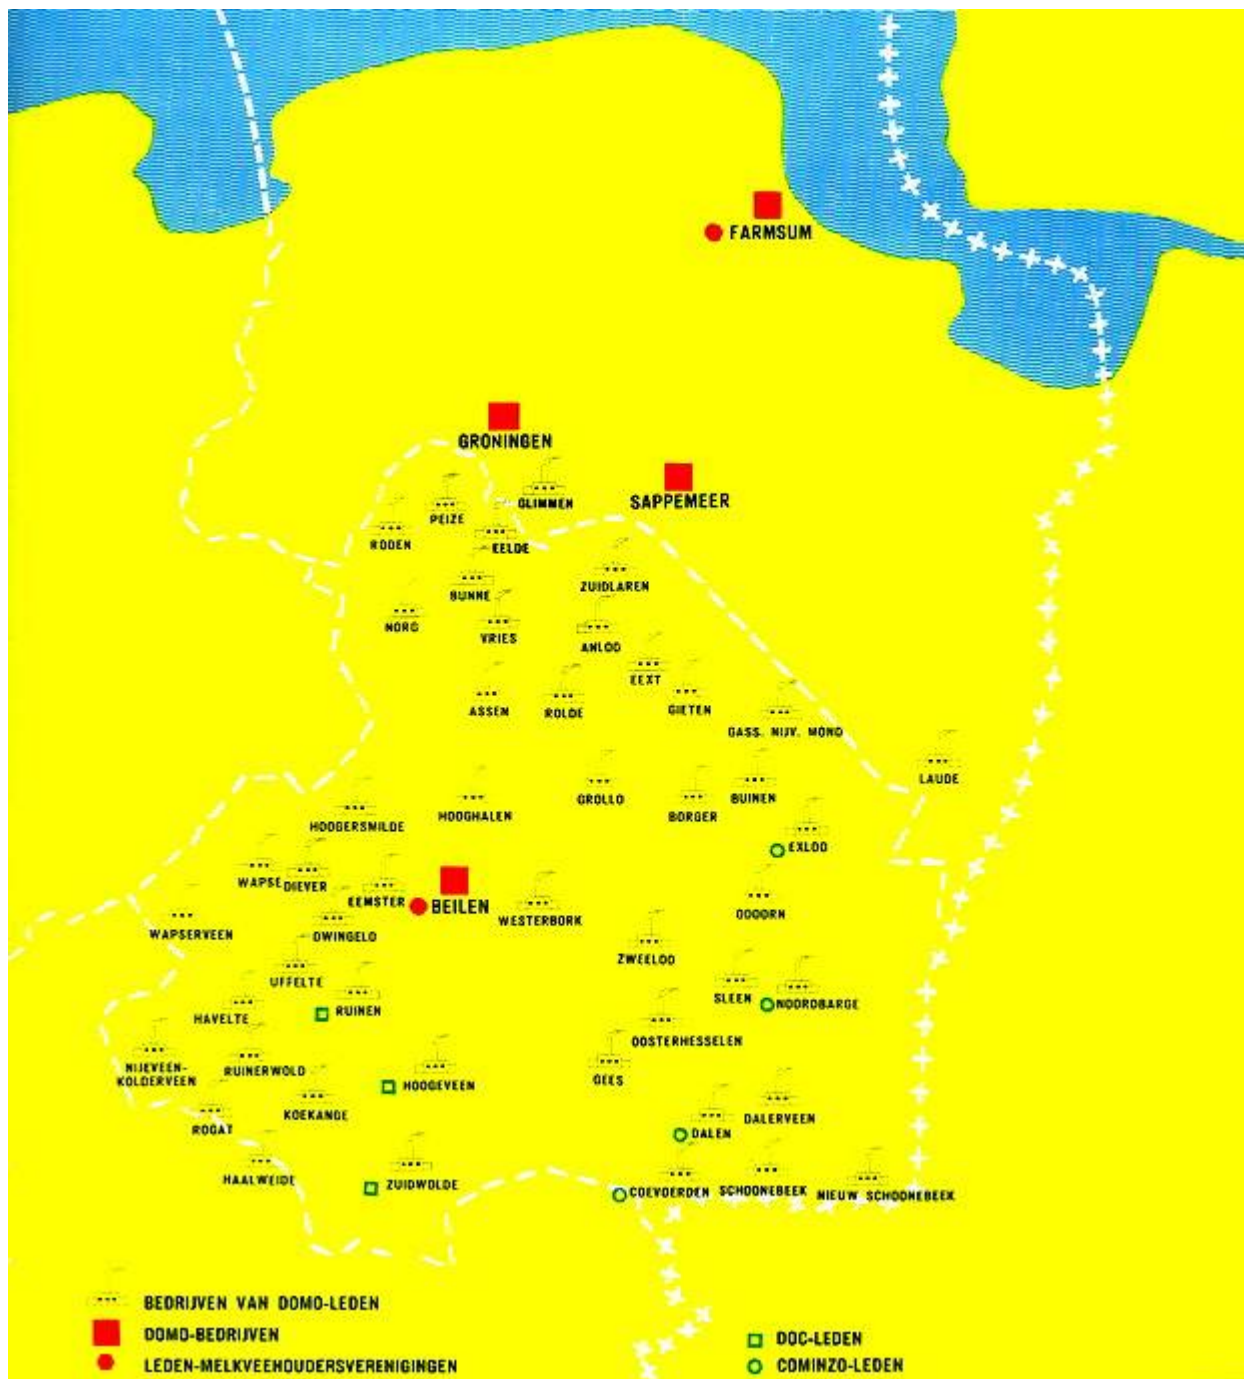 FARMSUM
GRONINGEN
SAPPEMEER
GLIMMEN
PEIZE
RODEN
EELDE
ZUIDLAREN
BUNNE
NORG
VRIES
ANLOO
EEXT
ASSEN
ROLDE
GIETEN
GASS. NIJV. MOND
LAUDE
GROLLO
BUINEN
HOOGHALEN
BORGER
HOOGERSMILDE
EXLOO
WAPSE
DIEVER
EEMSTER
BEILEN
WESTERBORK
ODOORN
WAPSERVEEN
DWINGELO
ZWEELOO
UFFELTE
SLEEN
NOORDBARGE
HAVELTE
RUINEN
OOSTERHESSELEN
NIJEVEEN-
KOLDERVEEN
RUINERWOLD
HOOGEVEEN
GEES
KOEKANGE
DALERVEEN
ROGAT
DALEN
HAALWEIDE
ZUIDWOLDE
COEVOERDEN
SCHOONEBEEK
NIEUW SCHOONEBEEK
BEDRIJVEN VAN DOMO-LEDEN
DOMO-BEDRIJVEN
LEDEN-MELKVEEHOUDERSVERENIGINGEN
DOC-LEDEN
COMINZO-LEDEN